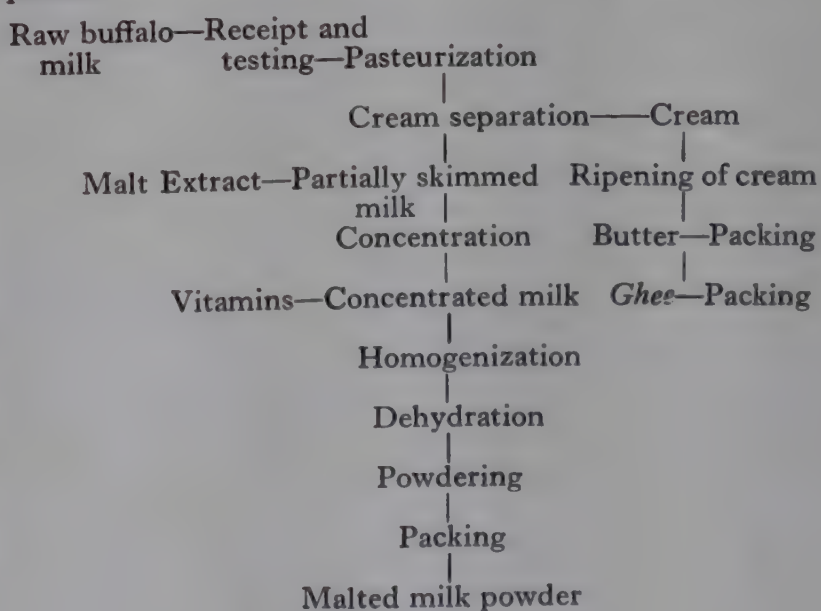 Raw buffalo—Receipt and
milk testing—Pasteurization
Cream separation——Cream
Malt Extract—Partially skimmed Ripening of cream
milk
Concentration Butter—Packing
Vitamins—Concentrated milk Ghee—Packing
Homogenization
Dehydration
Powdering
Packing
Malted milk powder